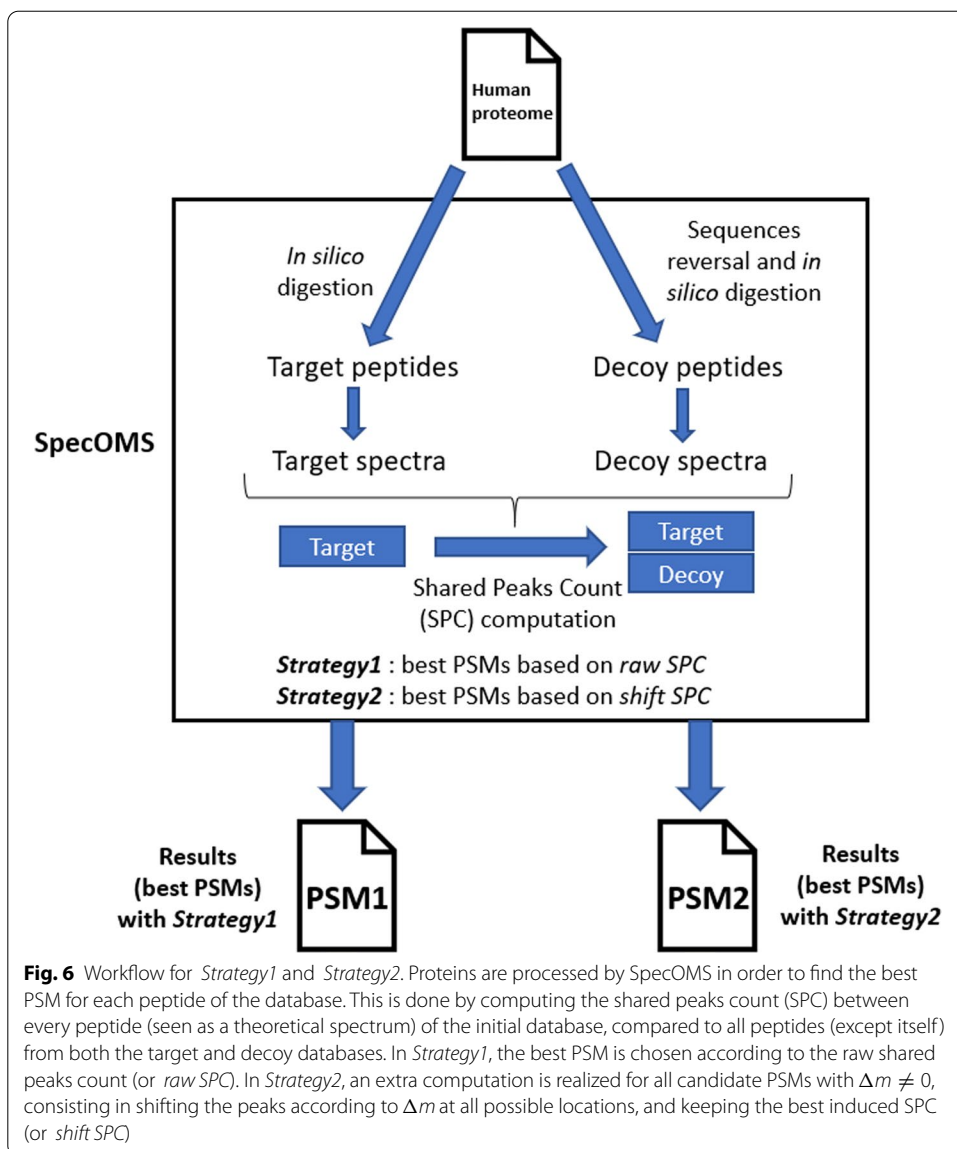 Human
proteome
In silico
digestion
Sequences
reversal and in
silico digestion
Target peptides
Decoy peptides
SpecOMS
Target spectra
Decoy spectra
Target
Target
Decoy
Shared Peaks Count
(SPC) computation
Strategy1 : best PSMs based on raw SPC
Strategy2 : best PSMs based on shift SPC
Results
(best PSMs)
with Strategy1
PSM1
PSM2
Results
(best PSMs)
with Strategy2
Fig. 6 Workflow for Strategy1 and Strategy2. Proteins are processed by SpecOMS in order to find the best
PSM for each peptide of the database. This is done by computing the shared peaks count (SPC) between
every peptide (seen as a theoretical spectrum) of the initial database, compared to all peptides (except itself)
from both the target and decoy databases. In Strategy1, the best PSM is chosen according to the raw shared
peaks count (or raw SPC). In Strategy2, an extra computation is realized for all candidate PSMs with Δm ≠ 0,
consisting in shifting the peaks according to Δm at all possible locations, and keeping the best induced SPC
(or shift SPC)